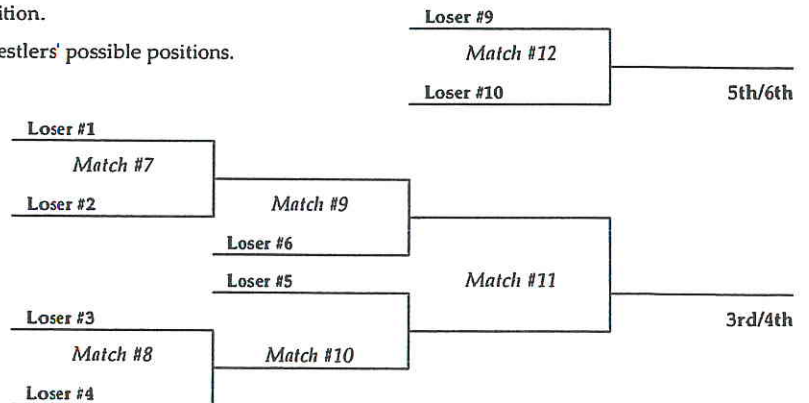 ition.
estlers' possible positions.
Loser #9
Match #12
Loser #10
5th/6th
Loser #1
Match #7
Loser #2
Match #9
Loser #6
Loser #5
Match #11
Loser #3
3rd/4th
Match #8
Match #10
Loser #4